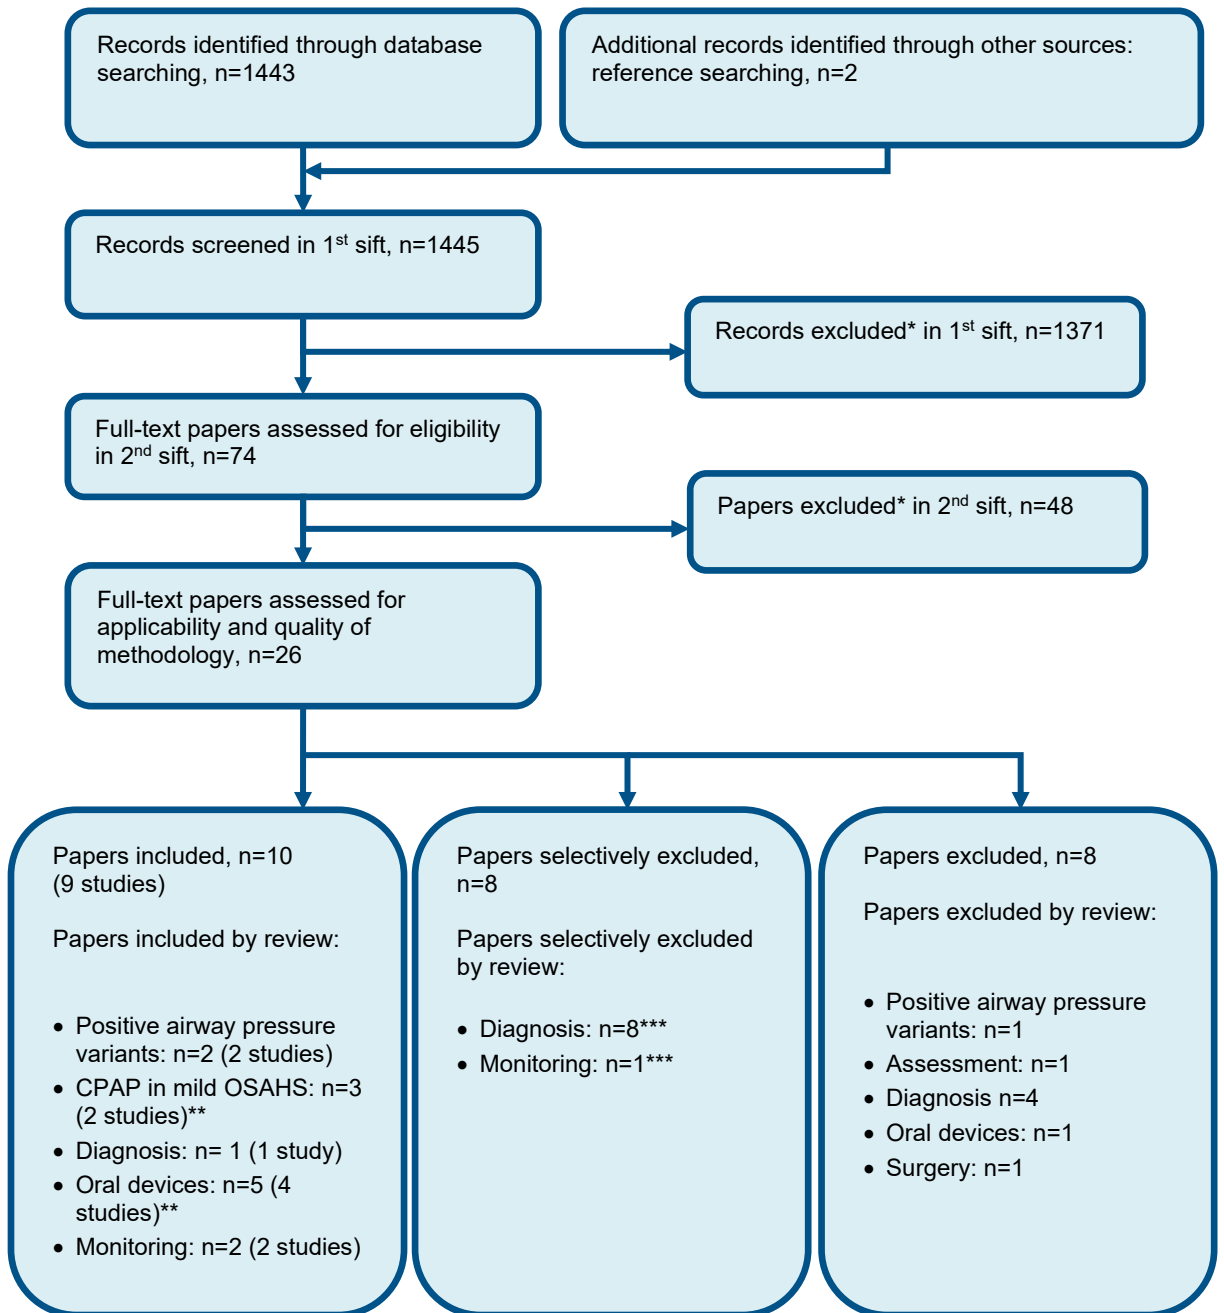 Records identified through database
searching, n=1443
Additional records identified through other sources:
reference searching, n=2
Records screened in 1st sift, n=1445
Records excluded* in 1st sift, n=1371
Full-text papers assessed for eligibility
in 2nd sift, n=74
Papers excluded* in 2nd sift, n=48
Full-text papers assessed for
applicability and quality of
methodology, n=26
Papers included, n=10
(9 studies)
Papers included by review:
• Positive airway pressure
variants: n=2 (2 studies)
• CPAP in mild OSAHS: n=3
(2 studies)**
• Diagnosis: n= 1 (1 study)
• Oral devices: n=5 (4
studies)**
• Monitoring: n=2 (2 studies)
Papers selectively excluded,
n=8
Papers selectively excluded
by review:
• Diagnosis: n=8***
• Monitoring: n=1***
Papers excluded, n=8
Papers excluded by review:
• Positive airway pressure
variants: n=1
• Assessment: n=1
• Diagnosis n=4
• Oral devices: n=1
• Surgery: n=1